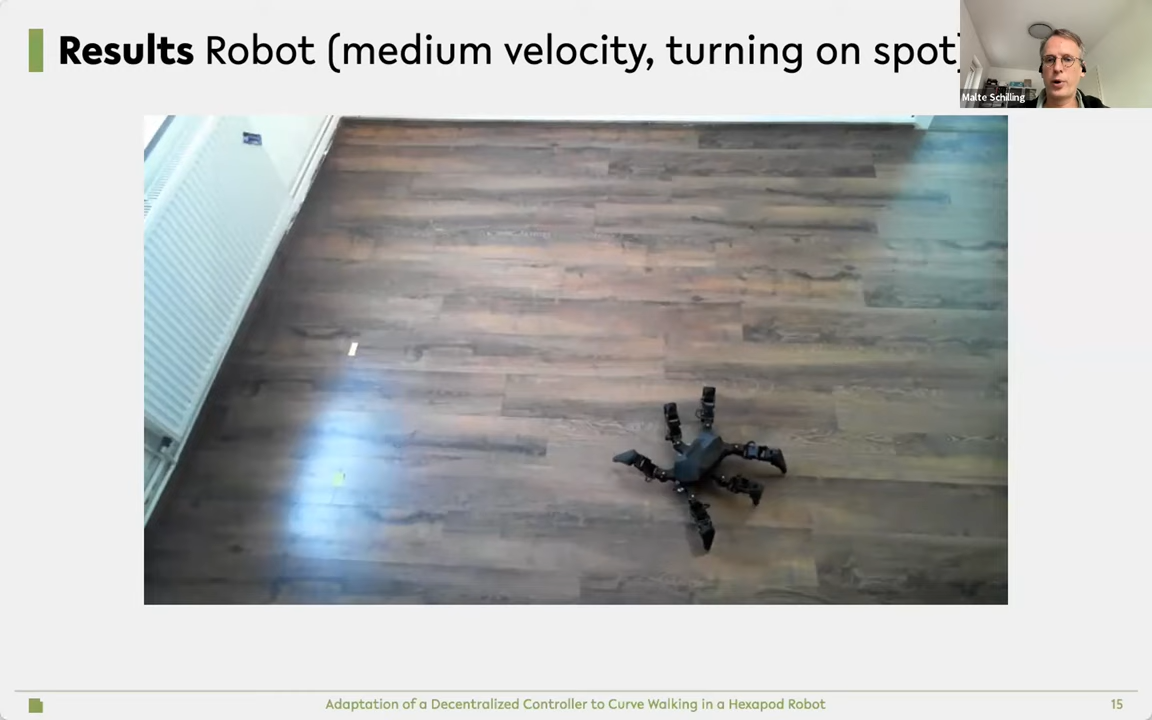 Results Robot (medium velocity, turning on spot)
Malte Schilling
Adaptation of a Decentralized Controller to Curve Walking in a Hexapod Robot
15